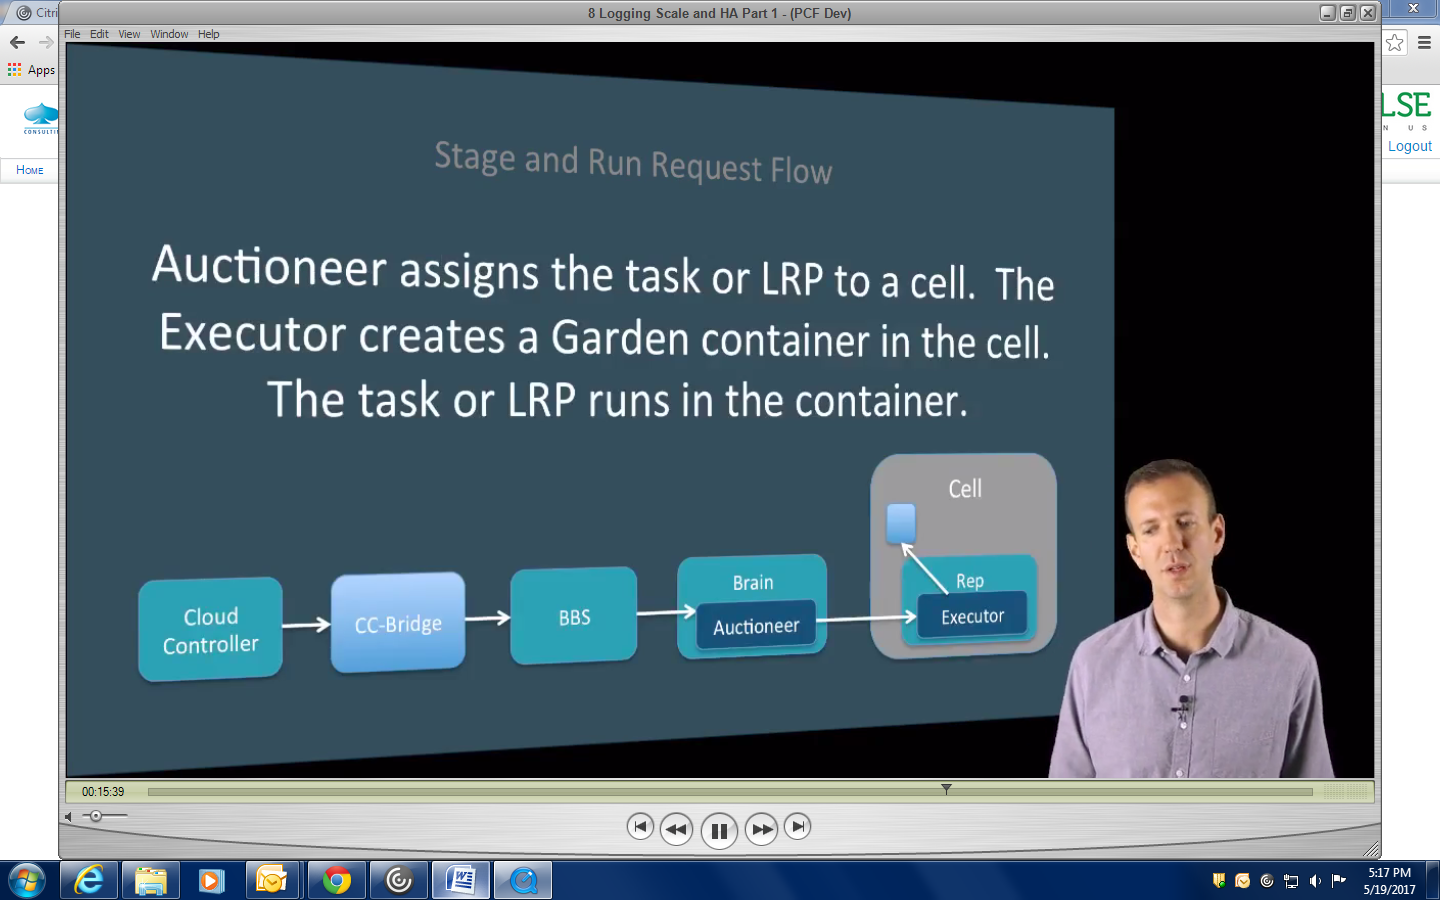 Citri
8 Logging Scale and HA Part 1 - (PCF Dev)
File Edit View Window Help
Apps
CONSULTIN
LSE
N US
Logout
HOME
Stage and Run Request Flow
Auctioneer assigns the task or LRP to a cell. The
Executor creates a Garden container in the cell.
The task or LRP runs in the container.
Cell
Cloud
Controller
CC-Bridge
BBS
Brain
Auctioneer
Rep
Executor
00:15:39
5:17 PM
5/19/2017